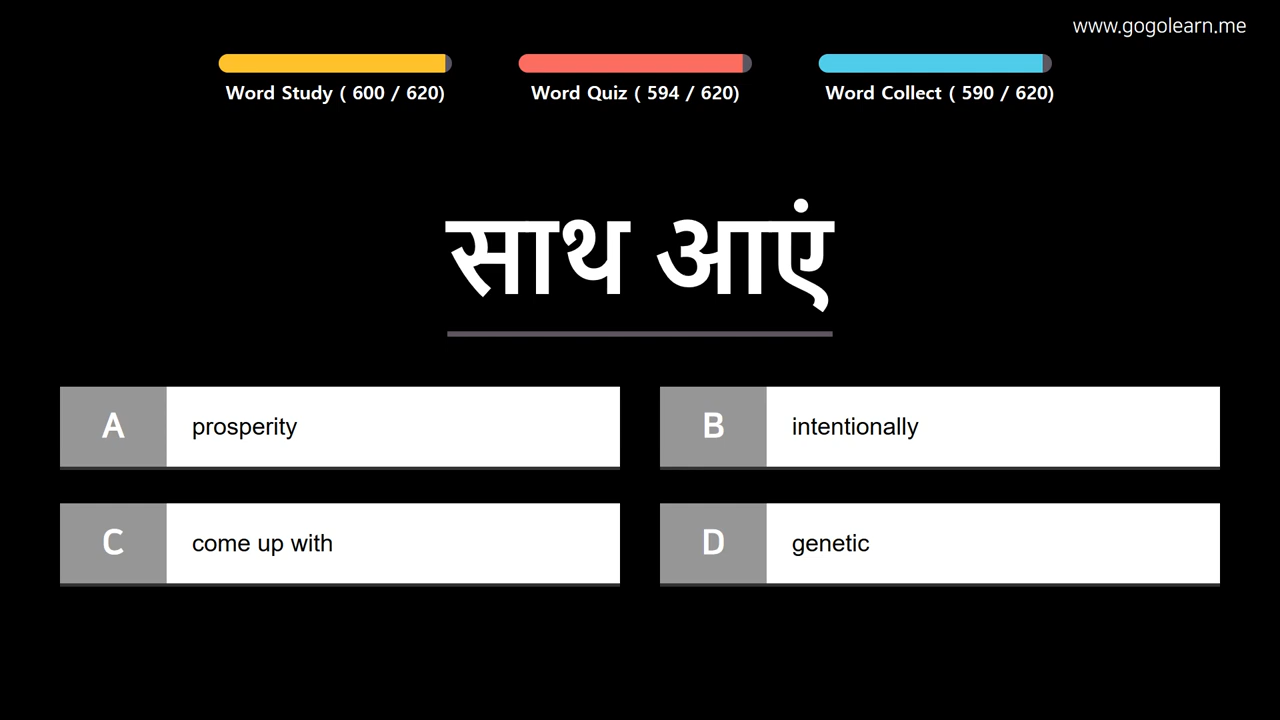 www.gogolearn.me
Word Study ( 600 / 620)
Word Quiz ( 594 / 620)
Word Collect ( 590 / 620)
साथ आएं
A prosperity
B intentionally
C come up with
D genetic